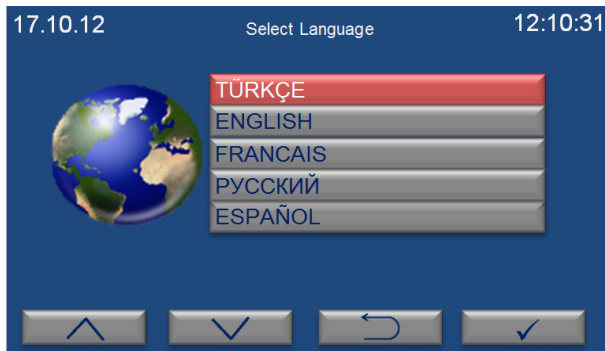 17.10.12 Select Language 12:10:31
TÜRKÇE
ENGLISH
FRANCAIS
РУССКИЙ
ESPAÑOL